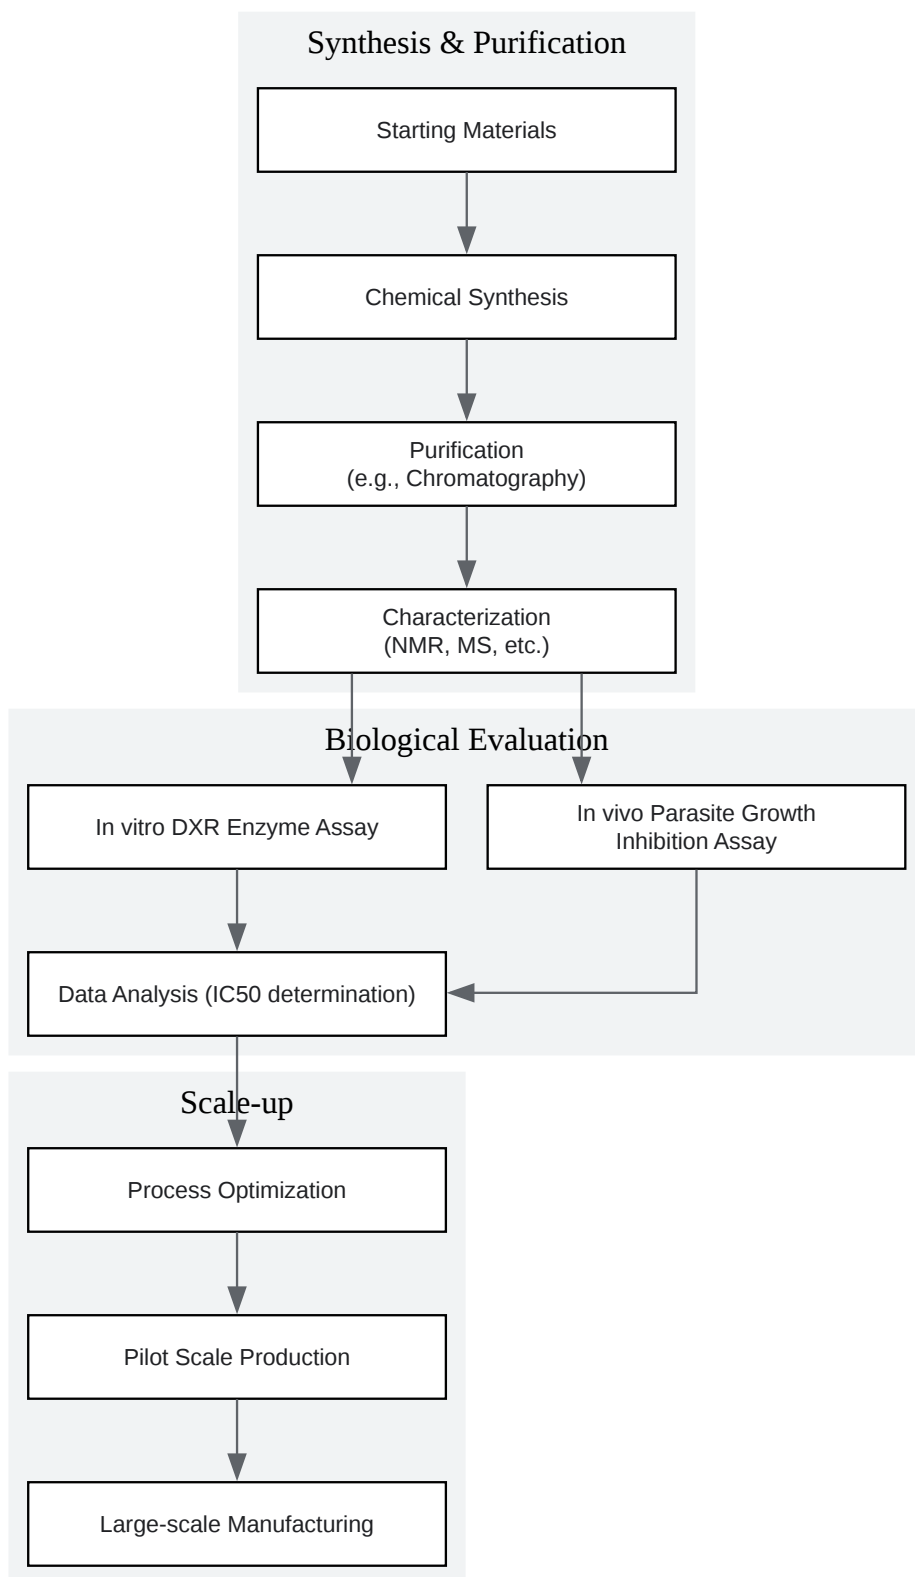 Synthesis & Purification
Starting Materials
Chemical Synthesis
Purification
(e.g., Chromatography)
Characterization
(NMR, MS, etc.)
Biological Evaluation
In vitro DXR Enzyme Assay
In vivo Parasite Growth
Inhibition Assay
Data Analysis (IC50 determination)
Scale-up
Process Optimization
Pilot Scale Production
Large-scale Manufacturing